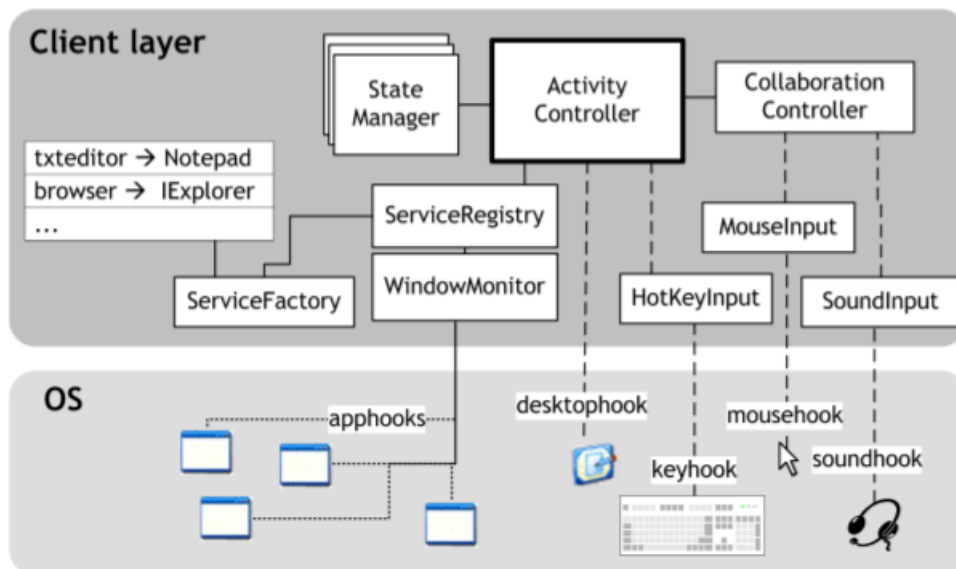 Client layer
State
Manager
Activity
Controller
Collaboration
Controller
txteditor → Notepad
browser → IExplorer
...
ServiceRegistry
MouseInput
ServiceFactory
WindowMonitor
HotKeyInput
SoundInput
OS
apphooks
desktophook
mousehook
keyhook
soundhook